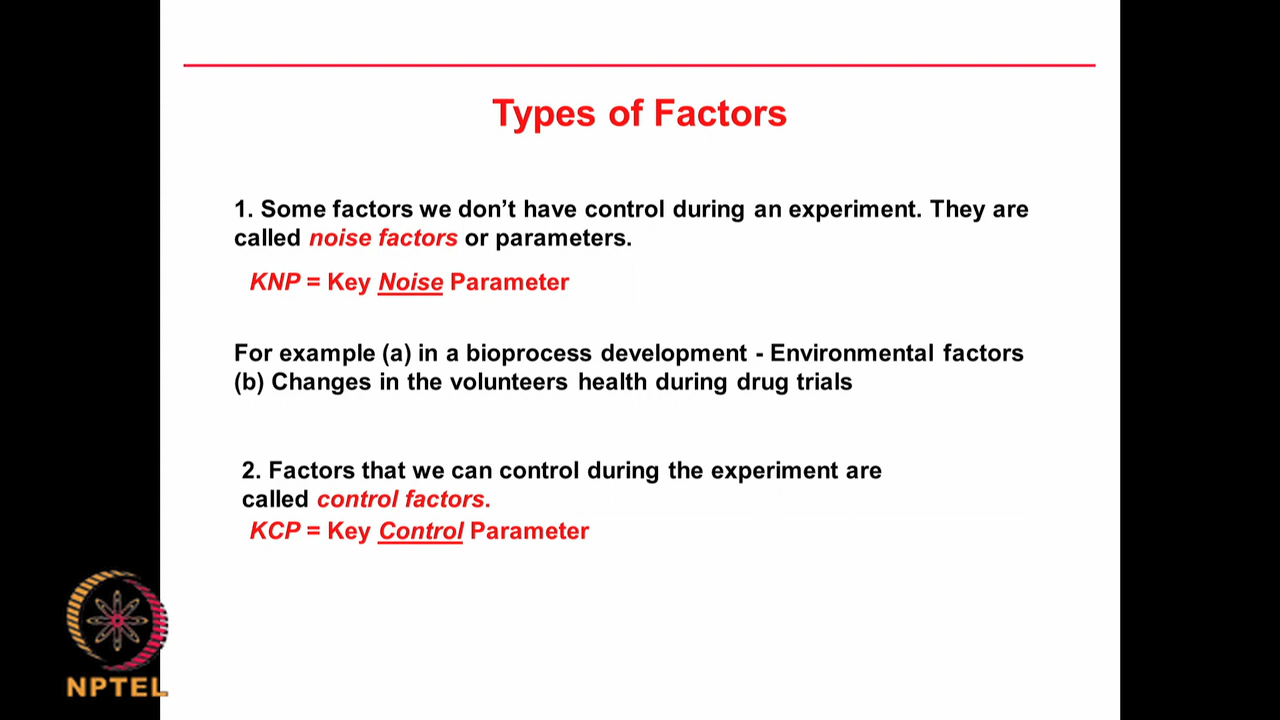 Types of Factors
1. Some factors we don’t have control during an experiment. They are
called noise factors or parameters.
KNP = Key Noise Parameter
For example (a) in a bioprocess development - Environmental factors
(b) Changes in the volunteers health during drug trials
2. Factors that we can control during the experiment are
called control factors.
KCP = Key Control Parameter
NPTEL